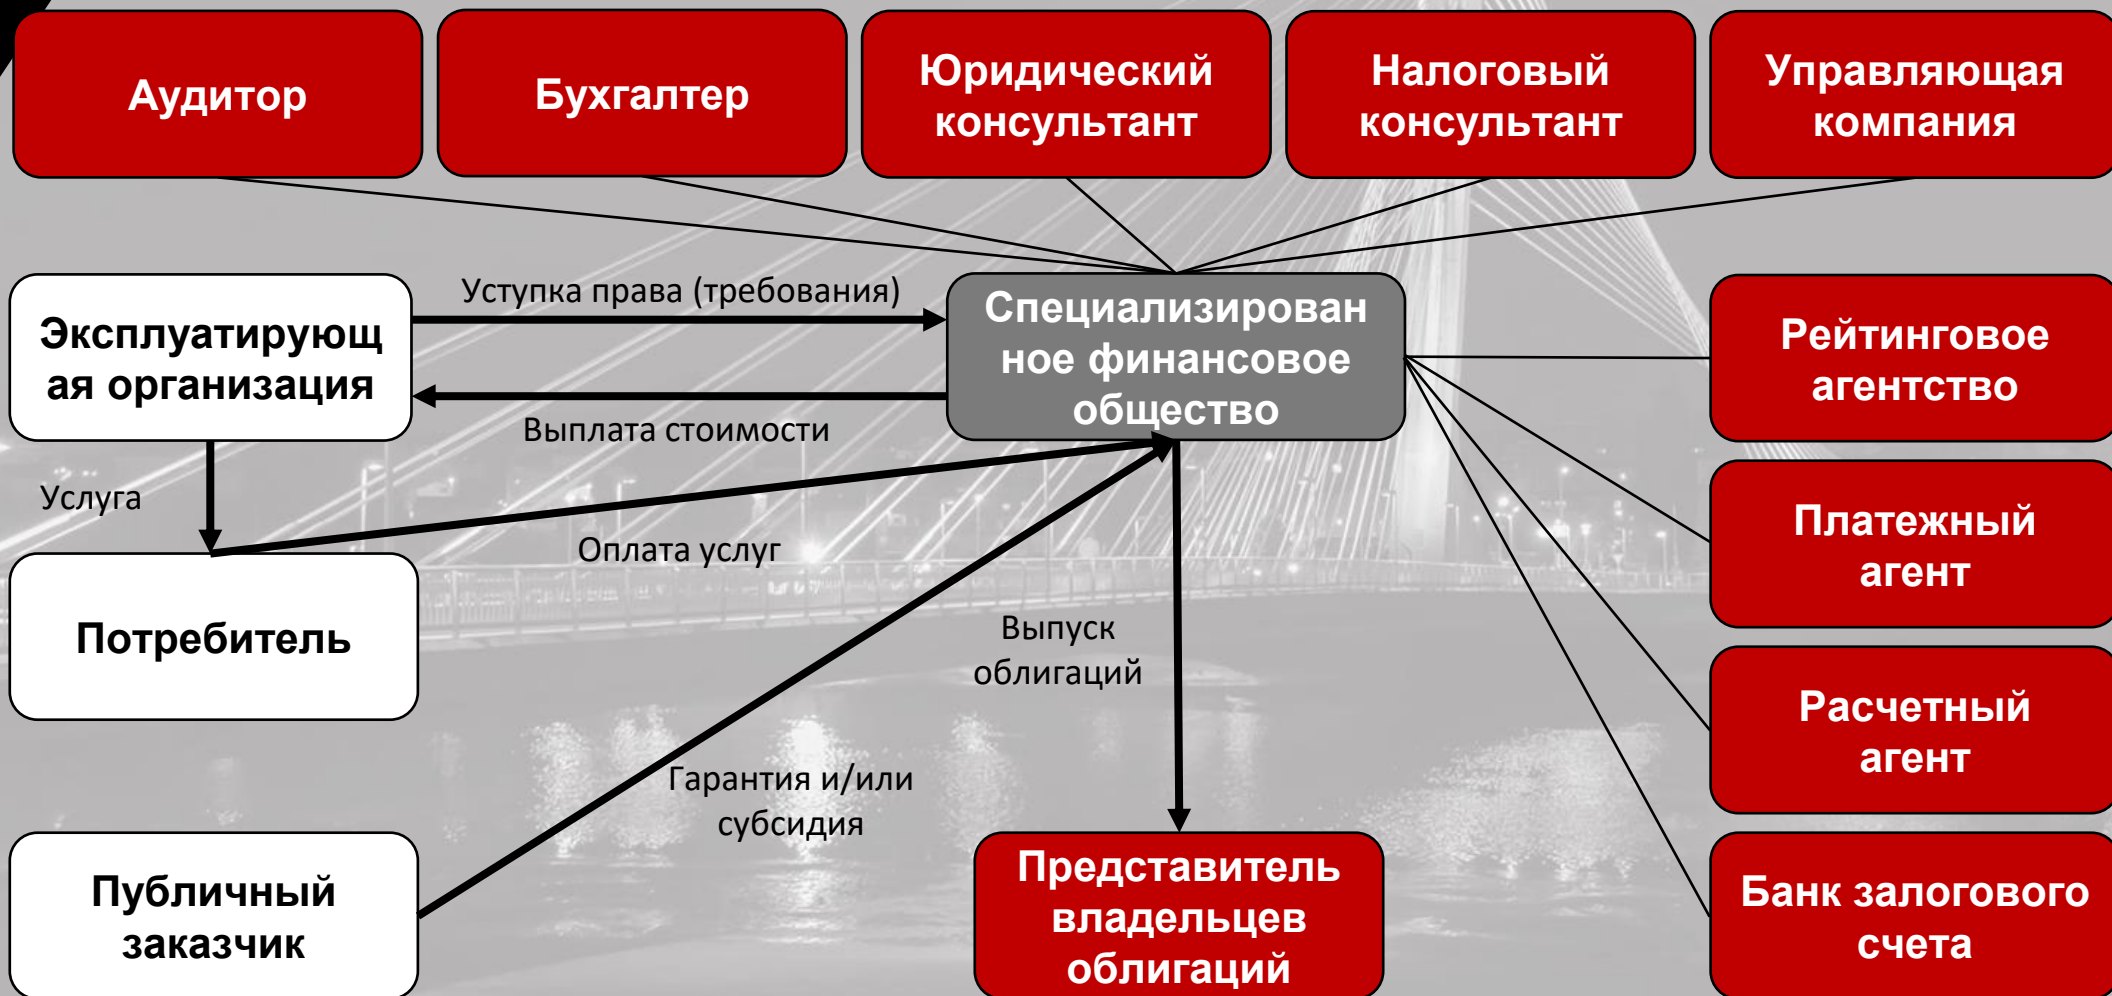 Аудитор
Бухгалтер
Юридический
консультант
Налоговый
консультант
Управляющая
компания
Уступка права (требования)
Эксплуатирующ
ая организация
Специализирован
ное финансовое
общество
Рейтинговое
агентство
Выплата стоимости
Услуга
Оплата услуг
Платежный
агент
Потребитель
Выпуск
облигаций
Расчетный
агент
Гарантия и/или
субсидия
Публичный
заказчик
Представитель
владельцев
облигаций
Банк залогового
счета